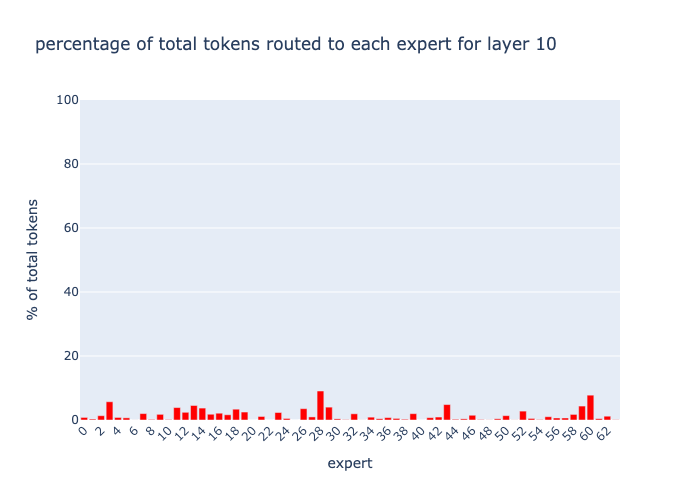 percentage of total tokens routed to each expert for layer 10
100
80
60
40
20
0
% of total tokens
0 2 4 6 8 10 12 14 16 18 20 22 24 26 28 30 32 34 36 38 40 42 44 46 48 50 52 54 56 58 60 62
expert